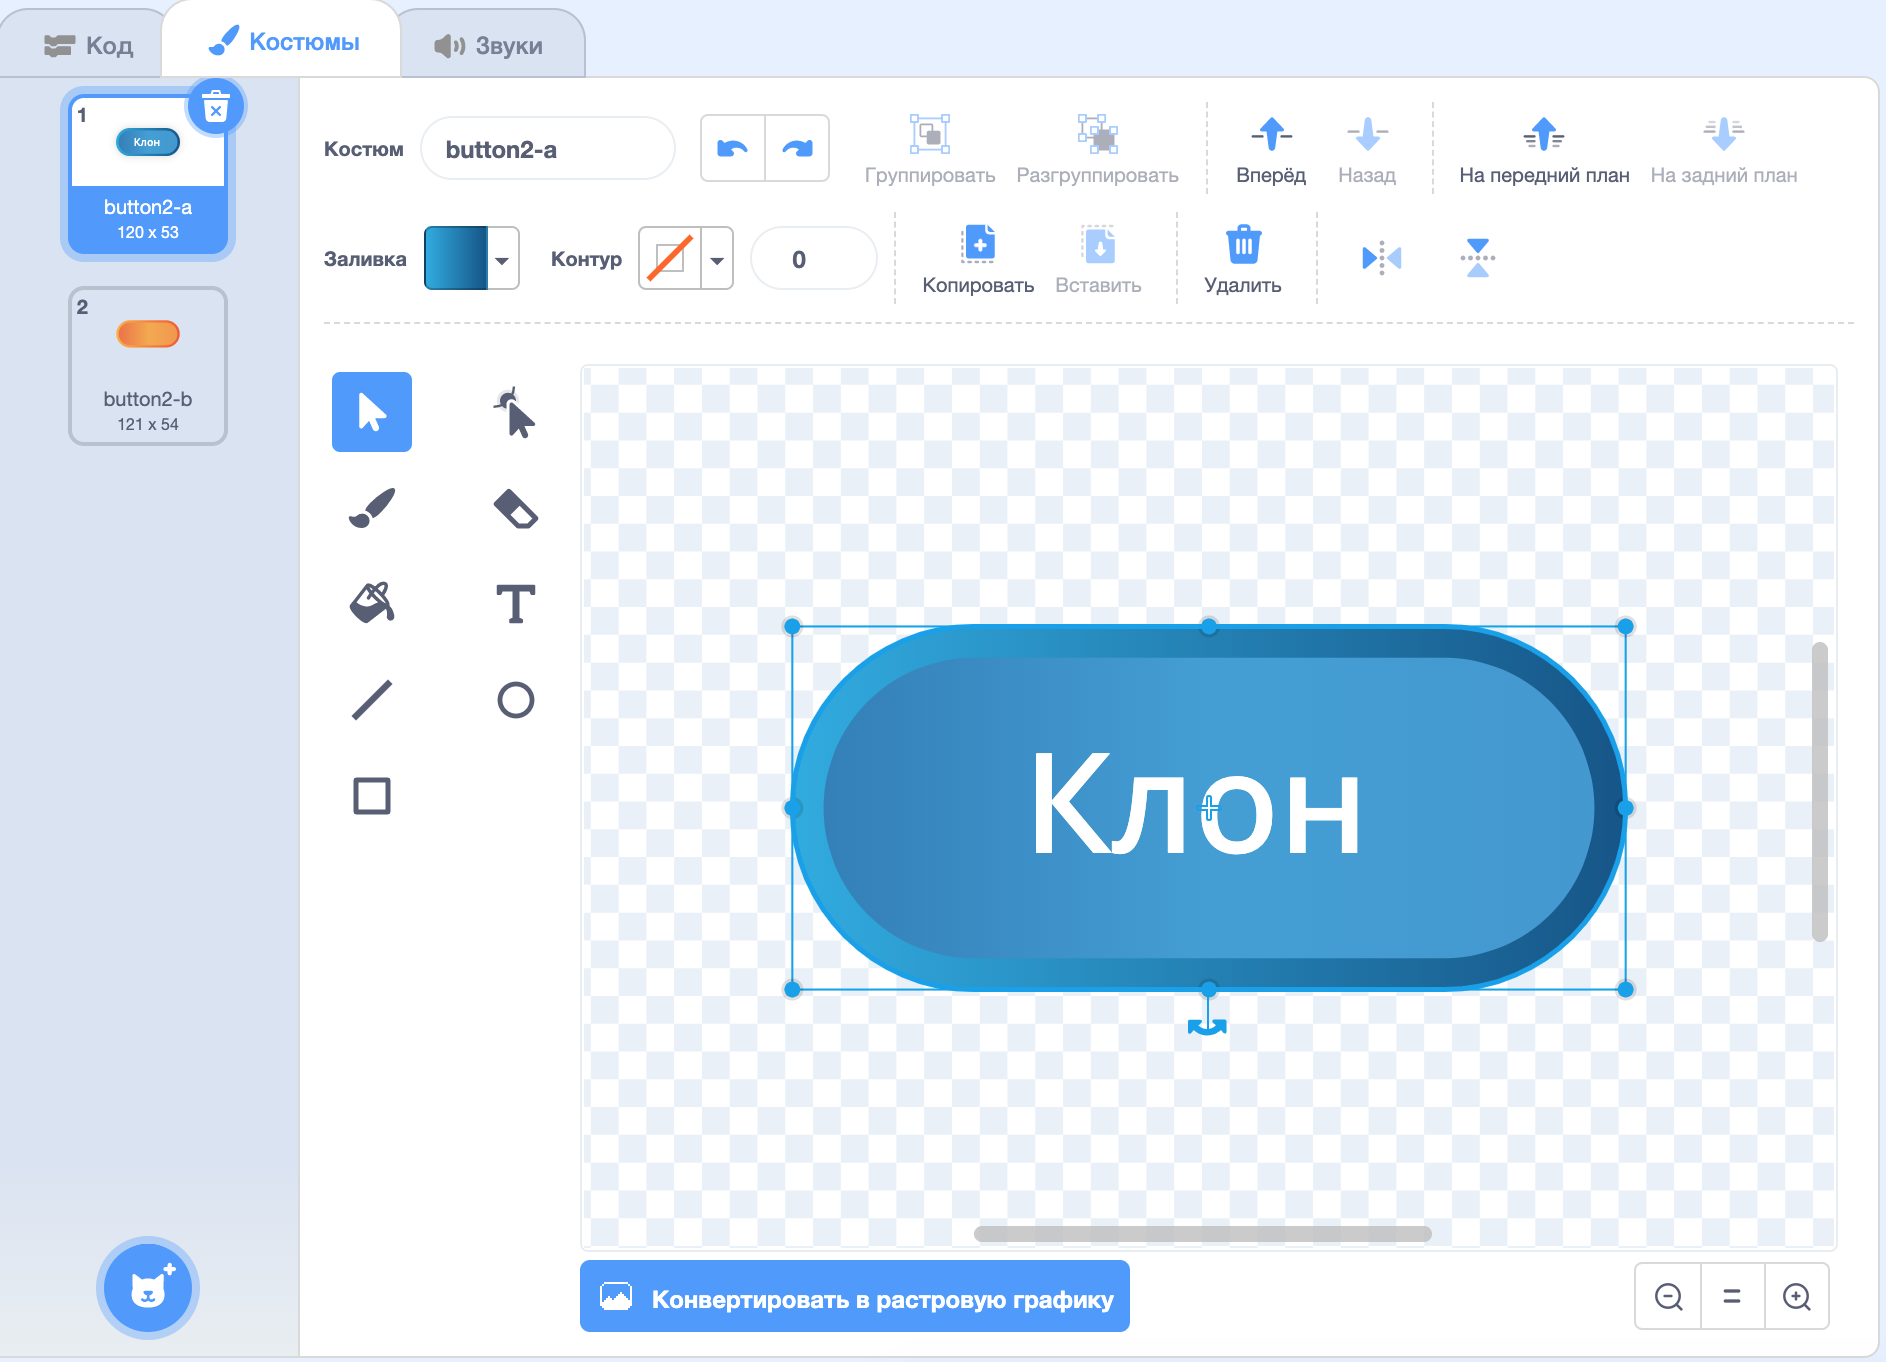 Код
Костюмы
Звуки
1
Клон
button2-a
120 x 53
2
button2-b
121 x 54
Костюм
button2-a
Группировать
Разгруппировать
Вперёд
Назад
На передний план
На задний план
Заливка
Контур
0
Копировать
Вставить
Удалить
T
Клон
Конвертировать в растровую графику